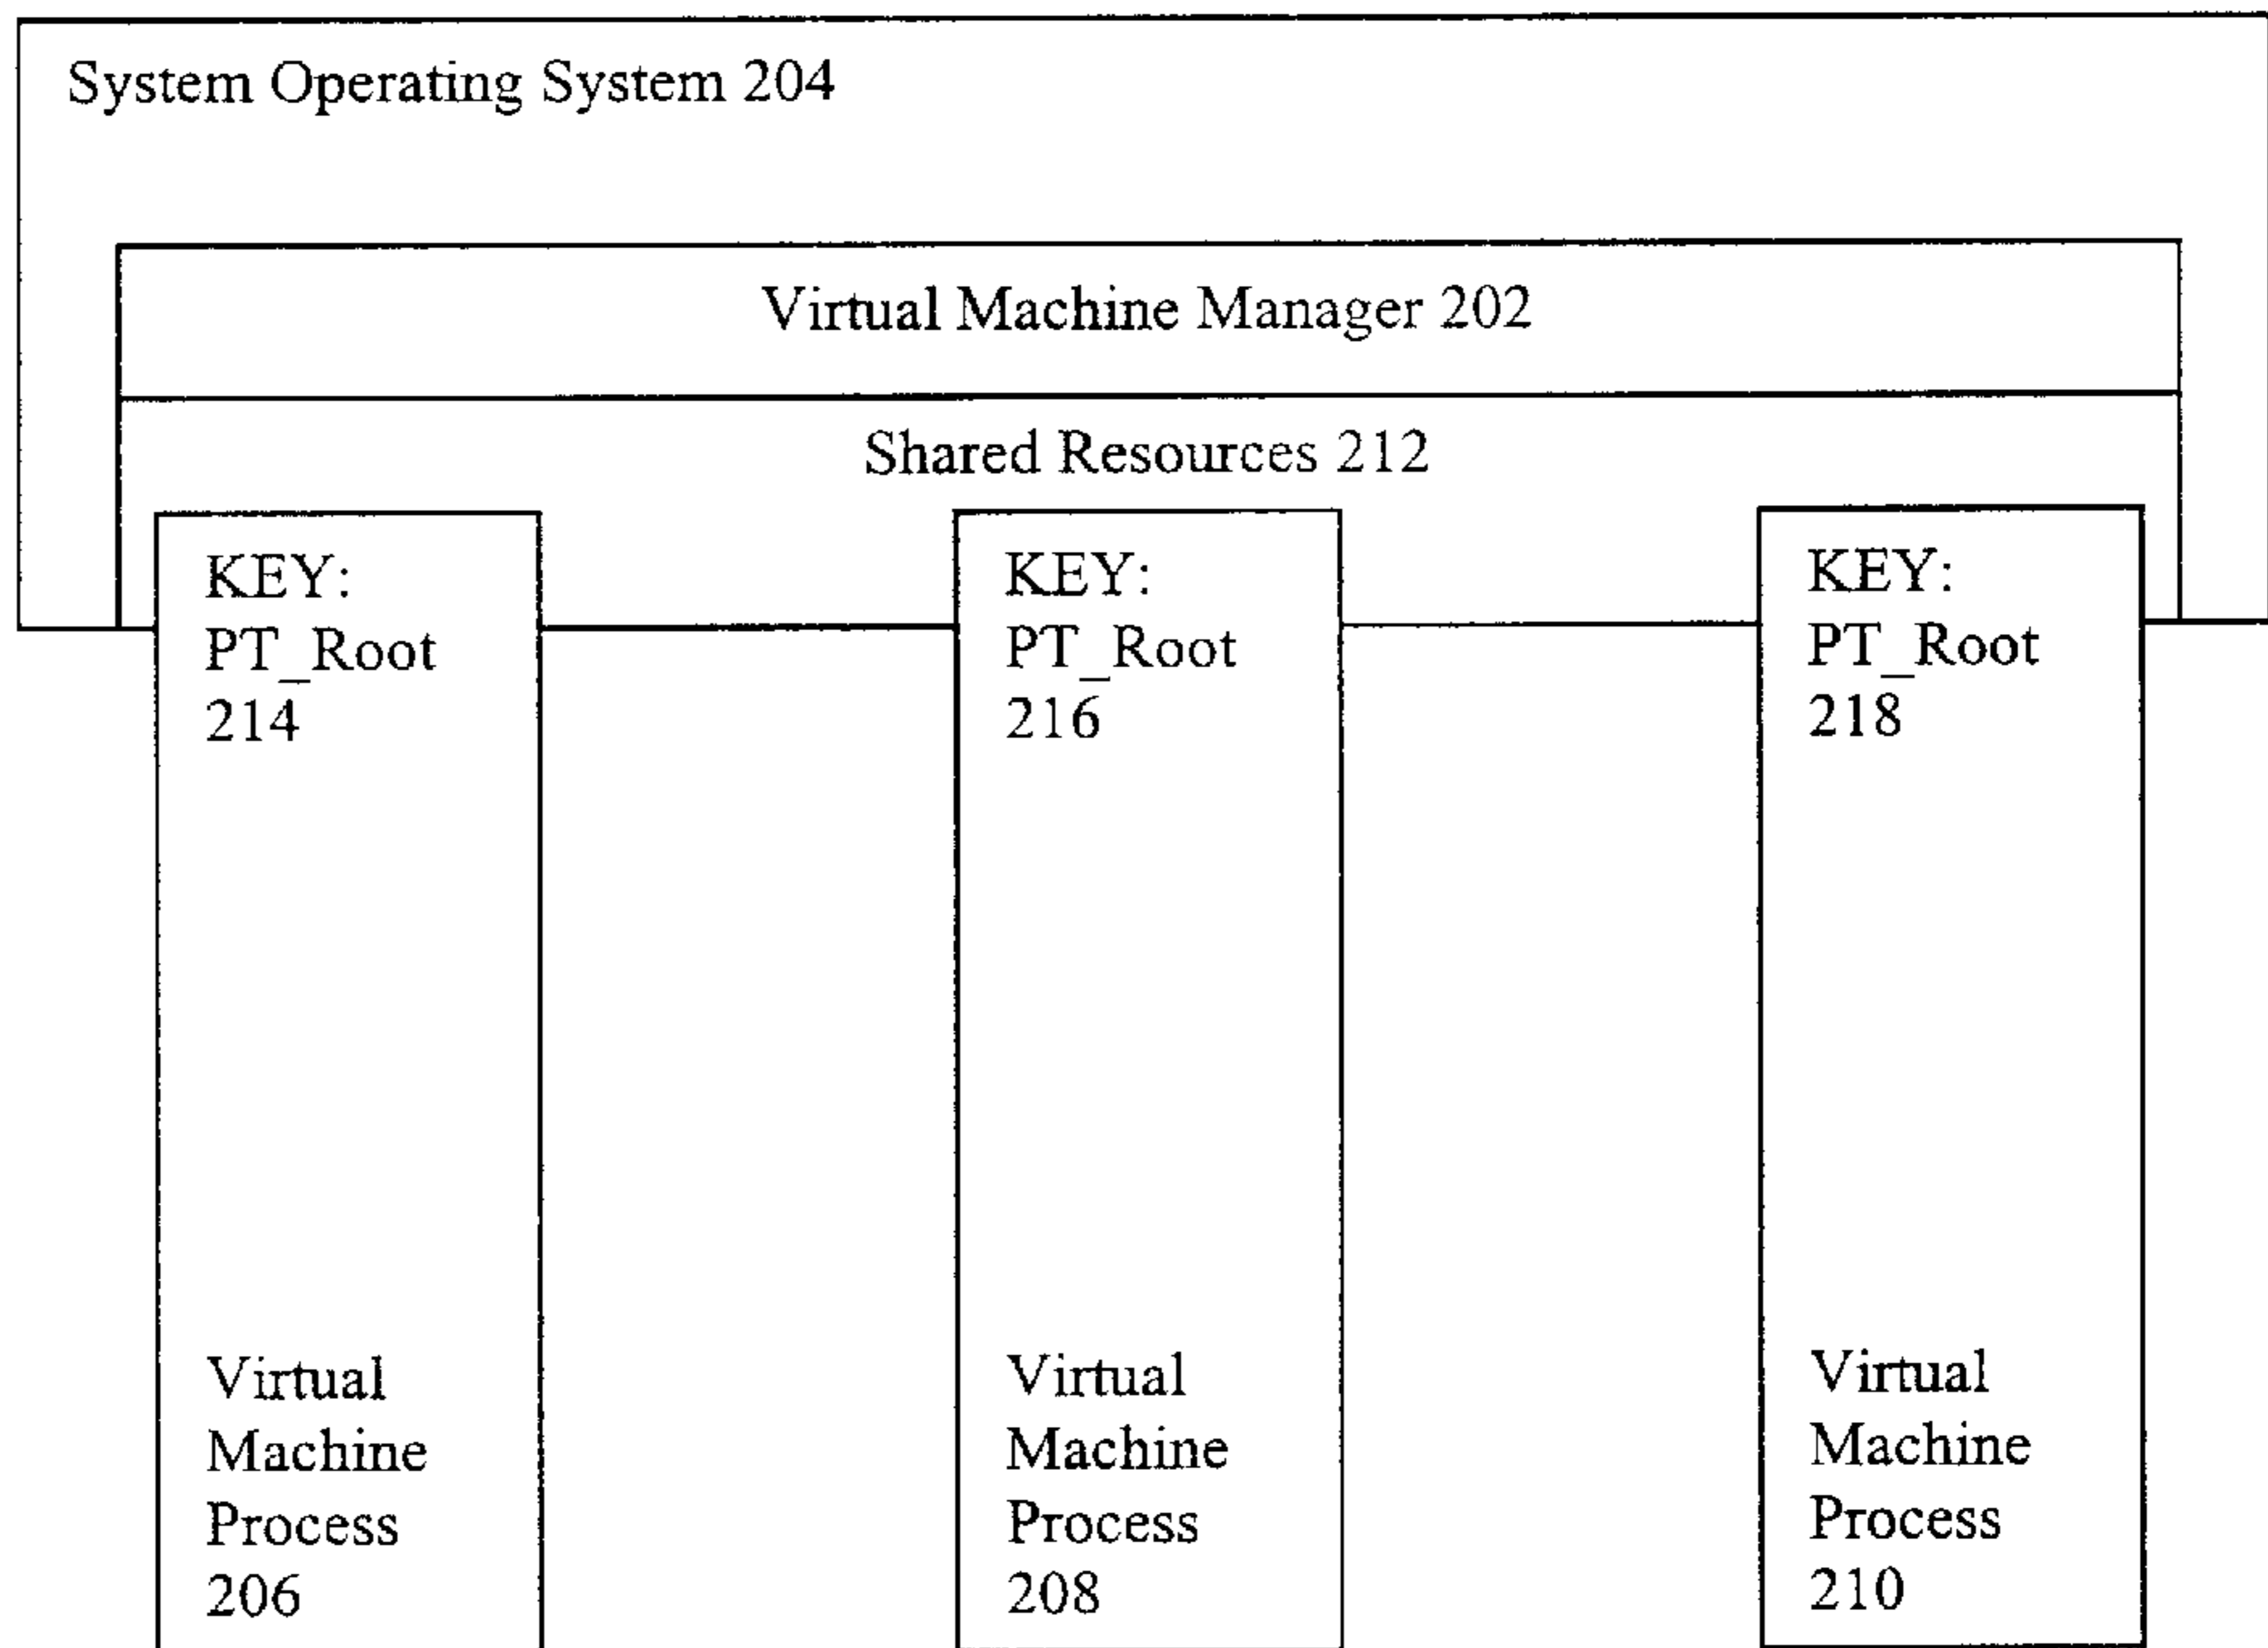 System Operating System 204
Virtual Machine Manager 202
Shared Resources 212
KEY:
PT_Root
214
KEY:
PT_Root
216
KEY:
PT_Root
218
Virtual
Machine
Process
206
Virtual
Machine
Process
208
Virtual
Machine
Process
210